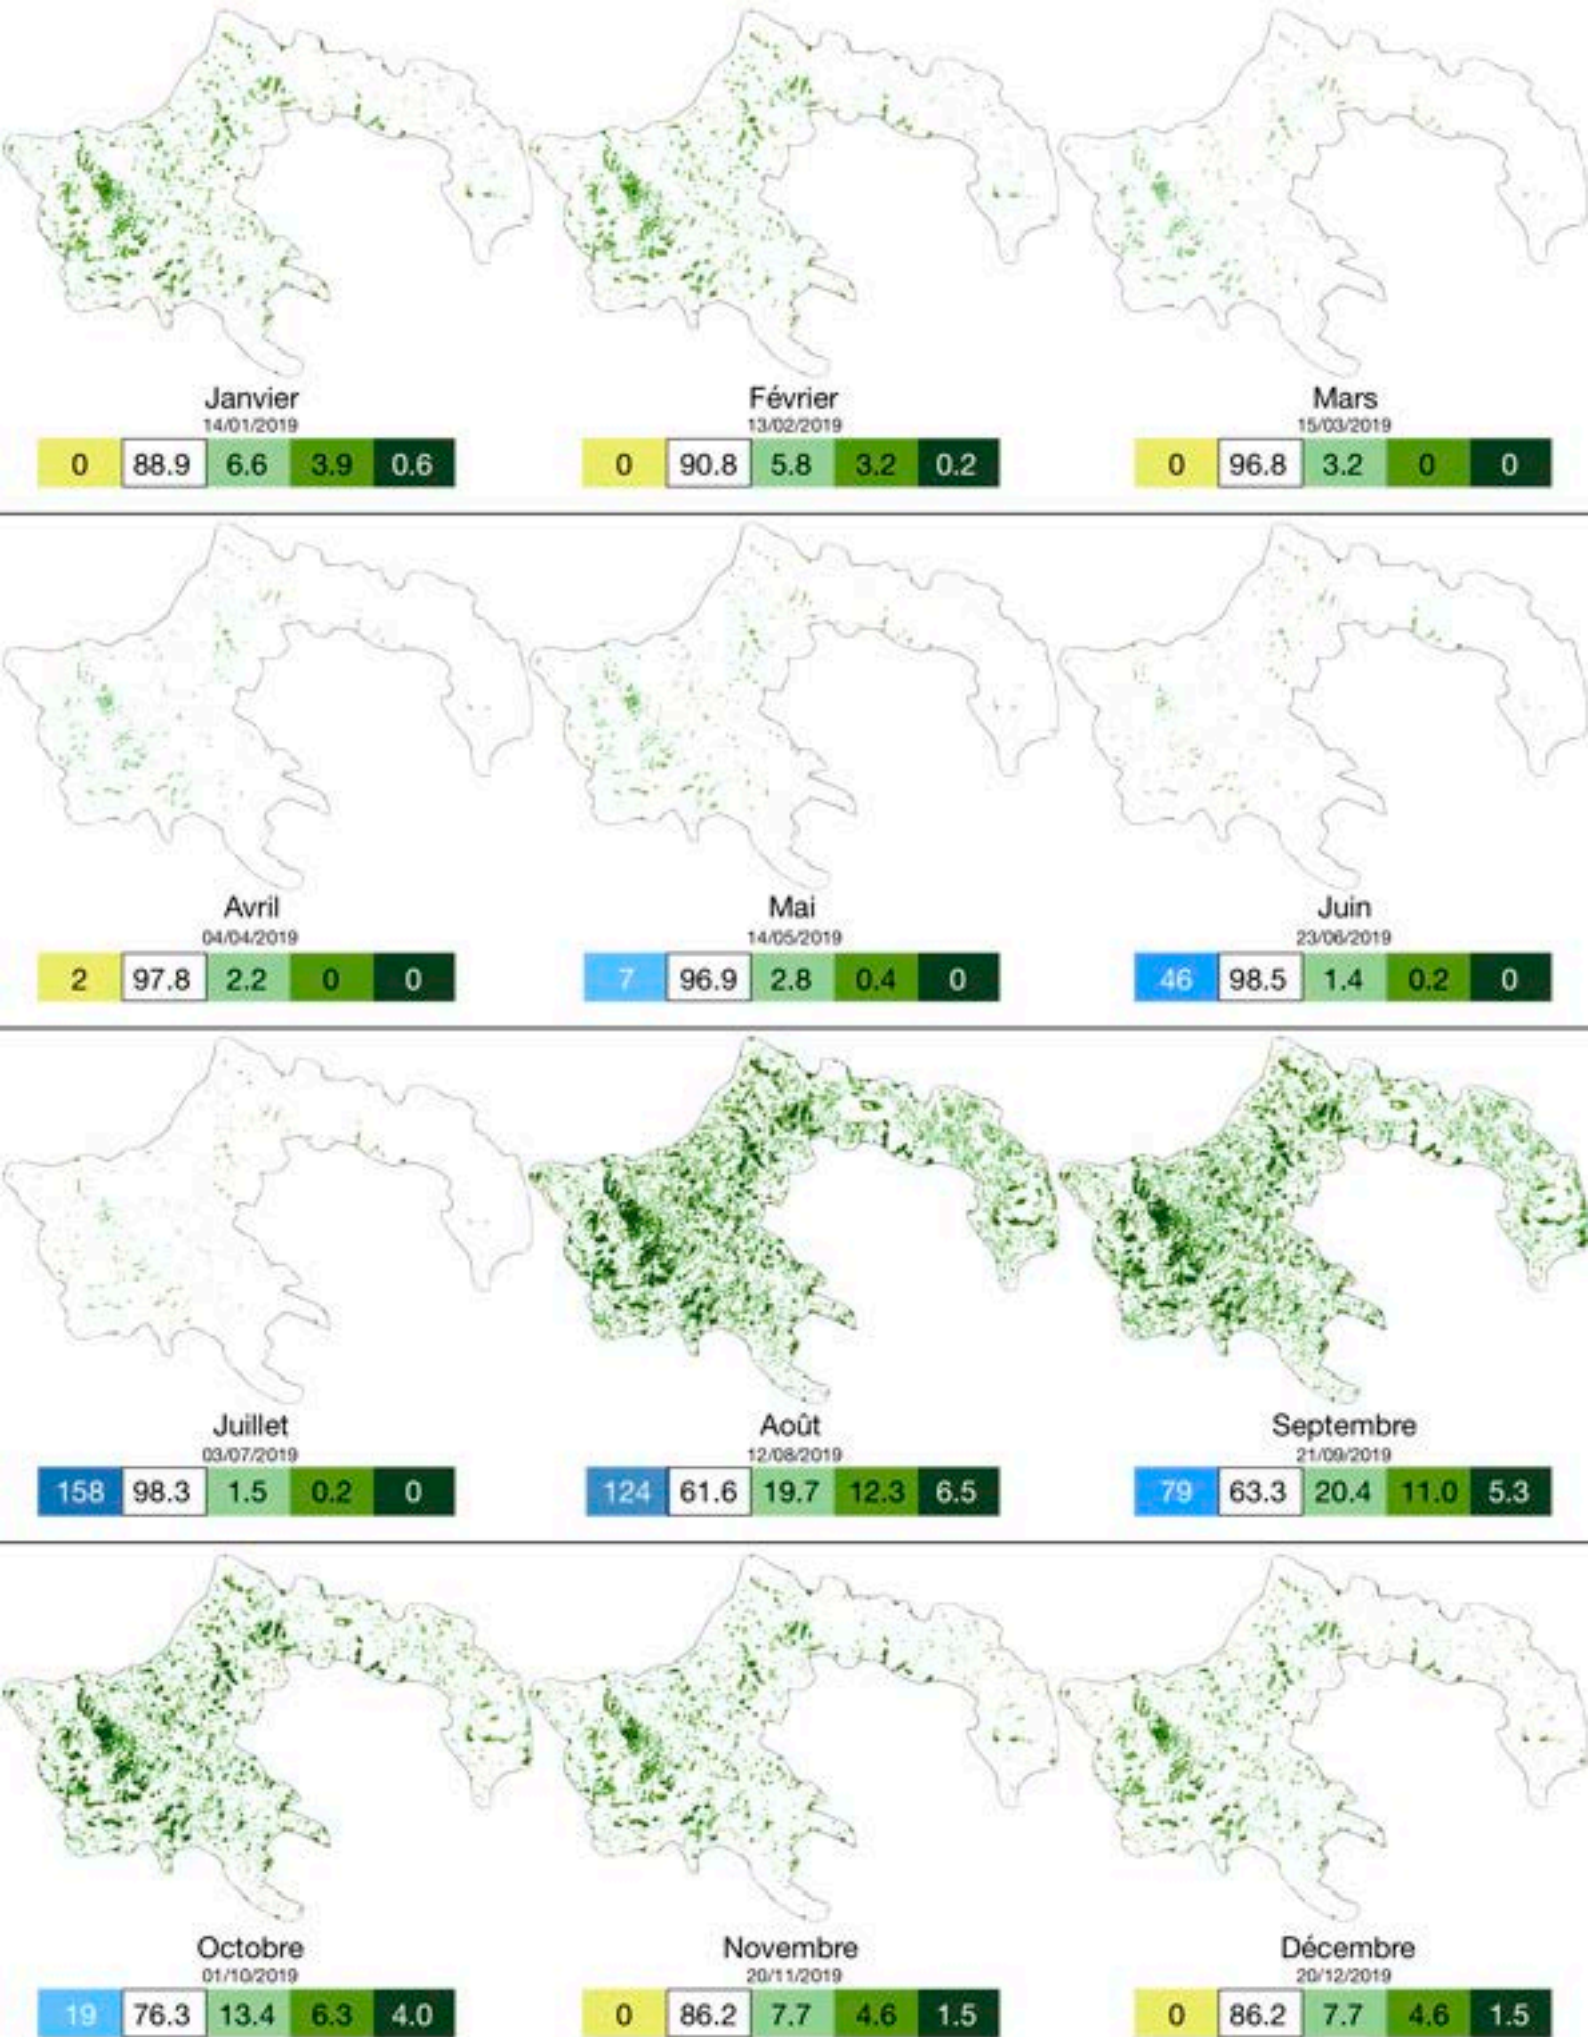 Janvier Février Mars
14/01/2019 13/02/2019 15/03/2019
0 88.9 6.6 3.9 0.6 0 90.8 5.8 3.2 0.2 0 96.8 3.2 0 0
Avril Mai Juin
04/04/2019 14/05/2019 23/06/2019
2 97.8 2.2 0 0 7 96.9 2.8 0.4 0 46 98.5 1.4 0.2 0
Juillet Août Septembre
03/07/2019 12/08/2019 21/09/2019
158 98.3 1.5 0.2 0 124 61.6 19.7 12.3 6.5 79 63.3 20.4 11.0 5.3
Octobre Novembre Décembre
01/10/2019 20/11/2019 20/12/2019
19 76.3 13.4 6.3 4.0 0 86.2 7.7 4.6 1.5 0 86.2 7.7 4.6 1.5